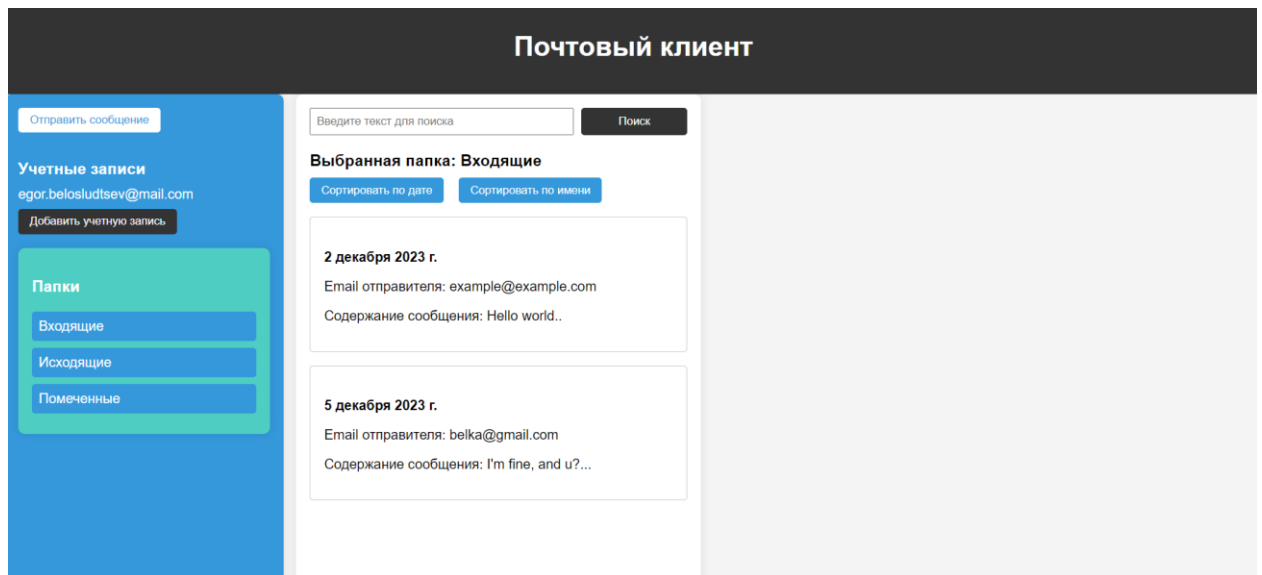 Почтовый клиент
Отправить сообщение
Учетные записи
egor.belosludtsev@mail.com
Добавить учетную запись
Папки
Входящие
Исходящие
Помеченные
Введите текст для поиска
Поиск
Выбранная папка: Входящие
Сортировать по дате
Сортировать по имени
2 декабря 2023 г.
Email отправителя: example@example.com
Содержание сообщения: Hello world..
5 декабря 2023 г.
Email отправителя: belka@gmail.com
Содержание сообщения: I'm fine, and u?...